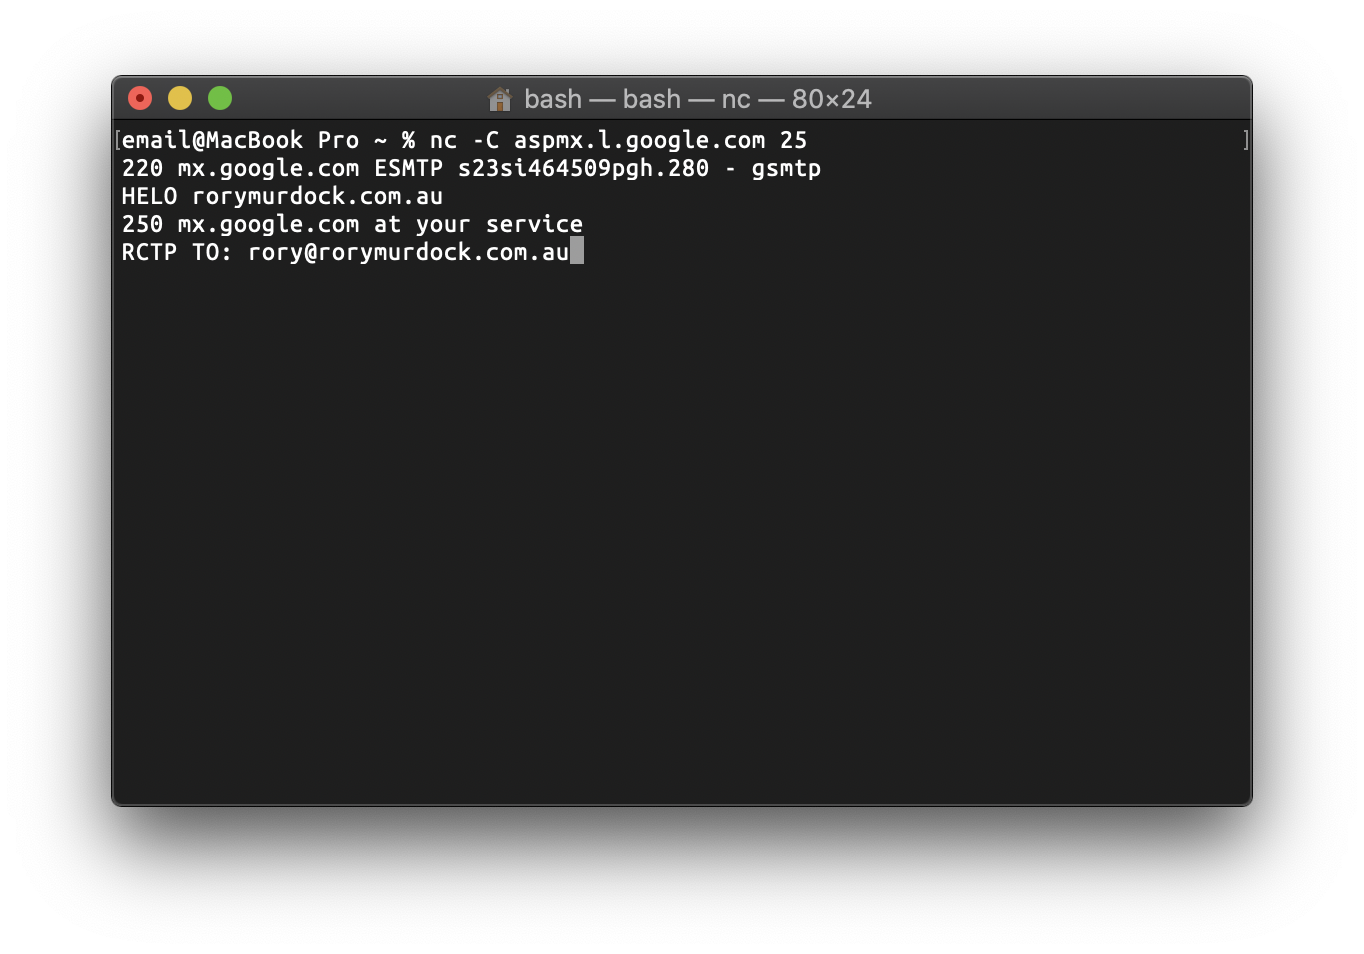 bash — bash — nc — 80×24
[email@MacBook Pro ~ % nc -C aspmx.l.google.com 25 ]
220 mx.google.com ESMTP s23si464509pgh.280 - gsmtp
HELO rorymurdock.com.au
250 mx.google.com at your service
RCTP TO: rory@rorymurdock.com.au